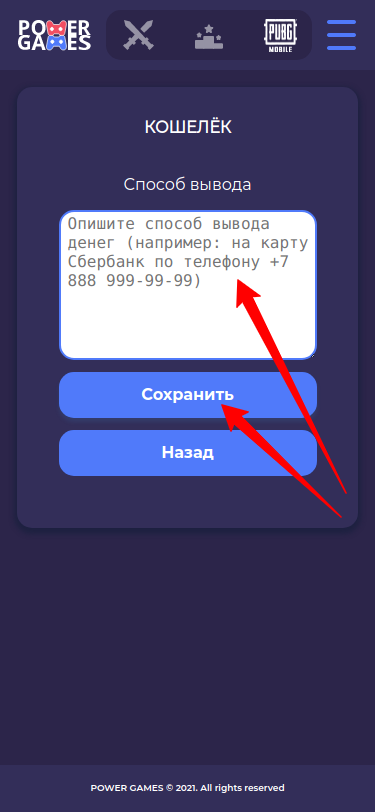 POWER
GAMES
PUBG
MOBILE
КОШЕЛЁК
Способ вывода
Опишите способ вывода
денег (например: на карту
Сбербанк по телефону +7
888 999-99-99)
Сохранить
Назад
POWER GAMES © 2021. All rights reserved